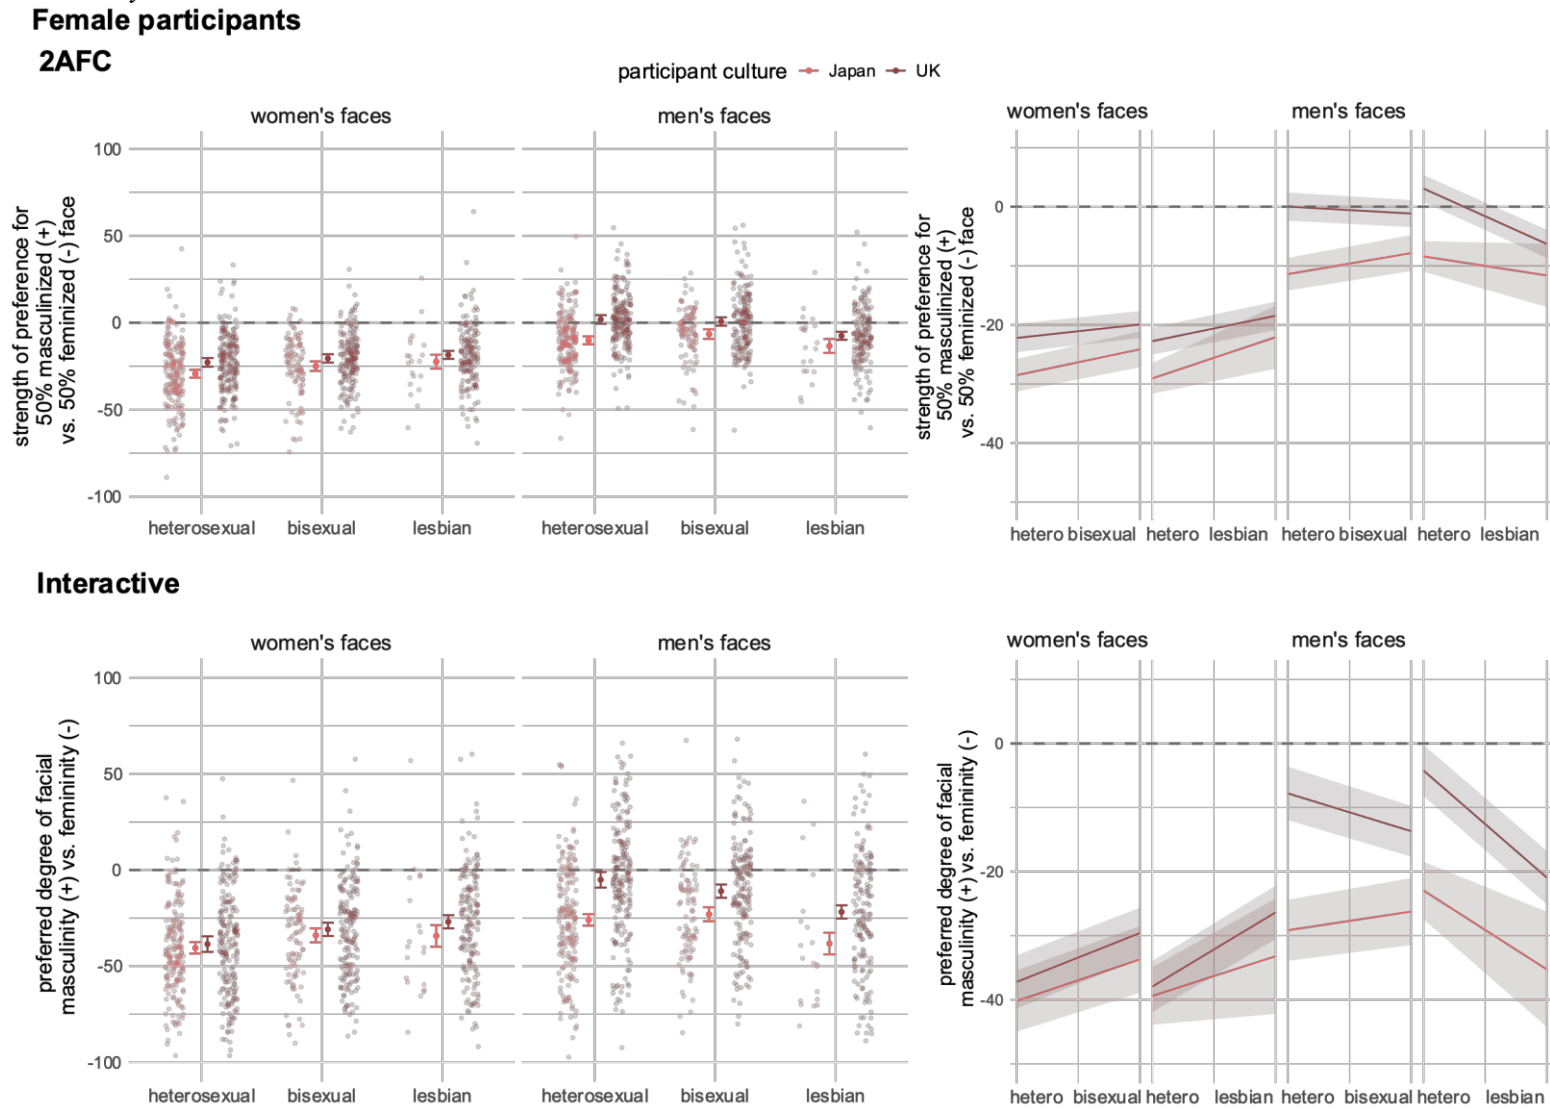 Female participants
2AFC
participant culture Japan UK
women's faces men's faces women's faces men's faces
strength of preference for
50% masculinized (+)
vs. 50% feminized (-) face
100
50
0
-50
-100
heterosexual bisexual lesbian heterosexual bisexual lesbian
strength of preference for
50% masculinized (+)
vs. 50% feminized (-) face
0
-20
-40
hetero bisexual hetero lesbian hetero bisexual hetero lesbian
Interactive
women's faces men's faces women's faces men's faces
preferred degree of facial
masculinity (+) vs. femininity (-)
100
50
0
-50
-100
heterosexual bisexual lesbian heterosexual bisexual lesbian
preferred degree of facial
masculinity (+) vs. femininity (-)
0
-20
-40
hetero bisexual hetero lesbian hetero bisexual hetero lesbian